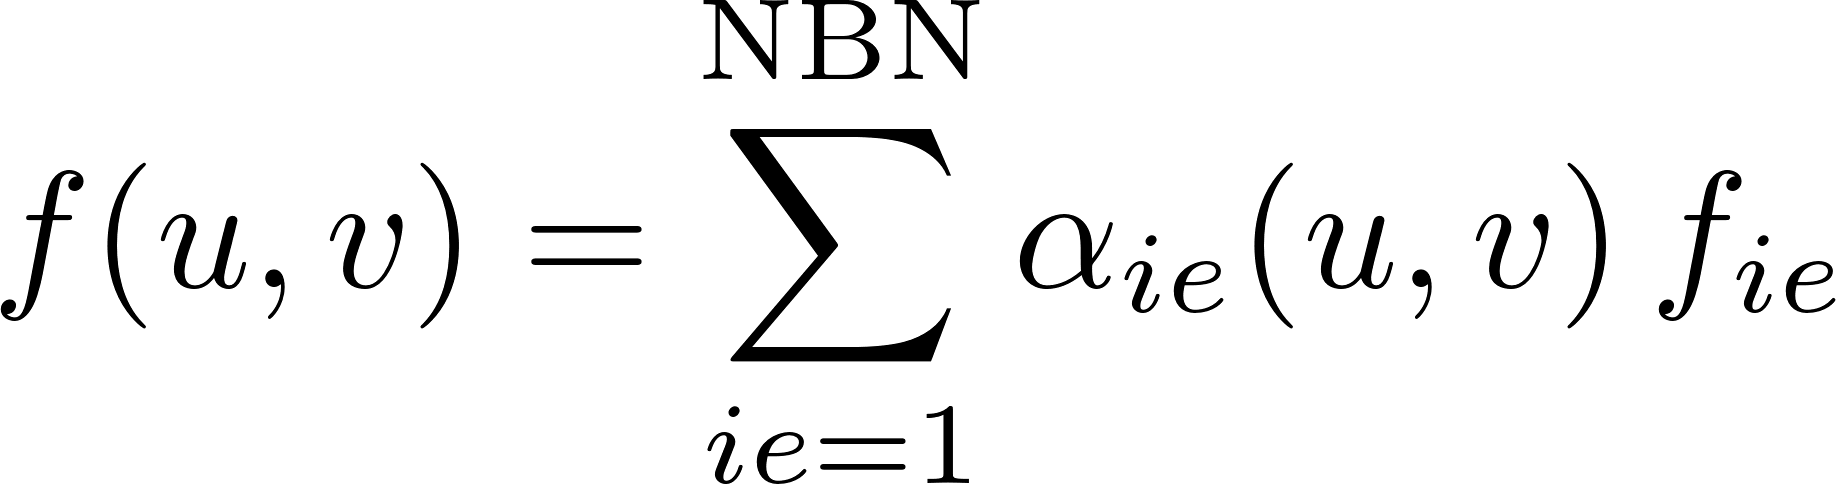 f(u, v) = \sum_{ie=1}^{\mathrm{NBN}} \alpha_{ie}(u, v) \, f_{ie}